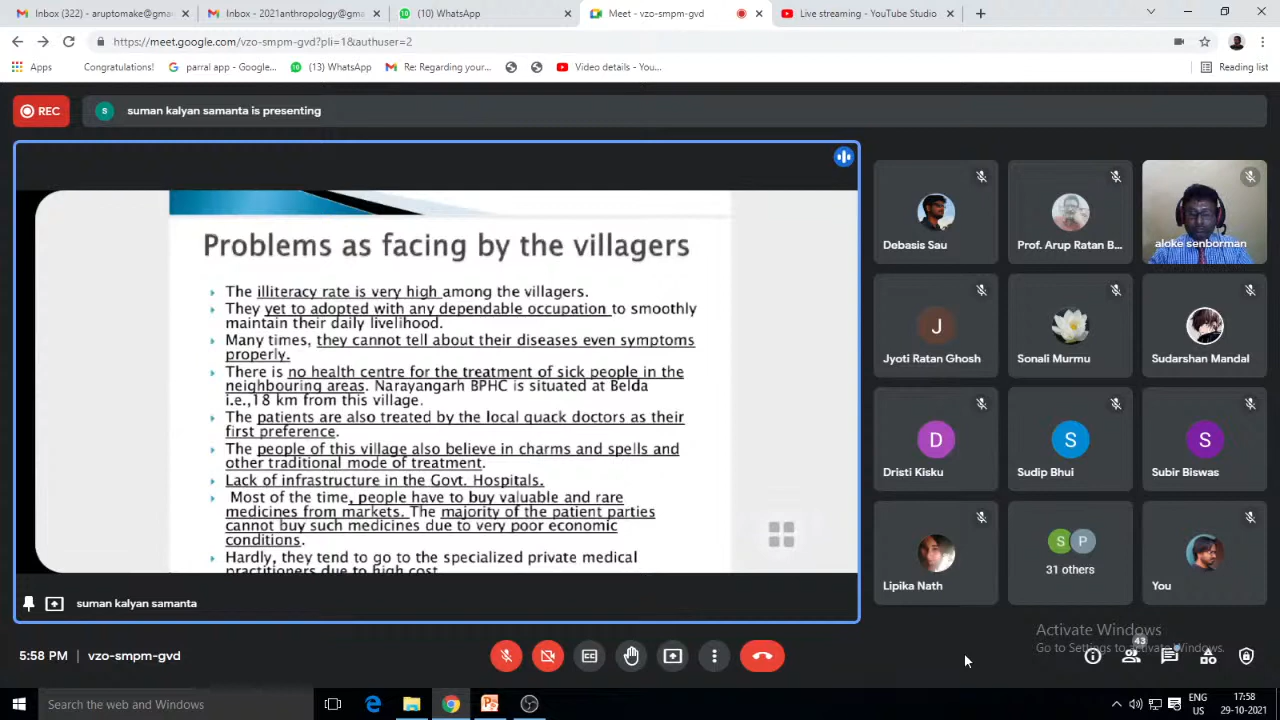 Inbox (322) - aruptomake@gma
Inbox - 2021anthropology@gma
(10) WhatsApp
Meet - vzo-smpm-gvd
Live streaming - YouTube Studio
https://meet.google.com/vzo-smpm-gvd?pli=1&authuser=2
Apps
Congratulations!
parral app - Google...
(13) WhatsApp
Re: Regarding your...
Video details - You...
Reading list
REC
s
suman kalyan samanta is presenting
Problems as facing by the villagers
The illiteracy rate is very high among the villagers.
They yet to adopted with any dependable occupation to smoothly
maintain their daily livelihood.
Many times, they cannot tell about their diseases even symptoms
properly.
There is no health centre for the treatment of sick people in the
neighbouring areas. Narayangarh BPHC is situated at Belda
i.e.,18 km from this village.
The patients are also treated by the local quack doctors as their
first preference.
The people of this village also believe in charms and spells and
other traditional mode of treatment.
Lack of infrastructure in the Govt. Hospitals.
Most of the time, people have to buy valuable and rare
medicines from markets. The majority of the patient parties
cannot buy such medicines due to very poor economic
conditions.
Hardly, they tend to go to the specialized private medical
practitioners due to high cost
suman kalyan samanta
Debasis Sau
Prof. Arup Ratan B...
aloke senborman
J
Jyoti Ratan Ghosh
Sonali Murmu
Sudarshan Mandal
D
Dristi Kisku
S
Sudip Bhui
S
Subir Biswas
Lipika Nath
S P
31 others
You
5:58 PM
vzo-smpm-gvd
43
Activate Windows
Go to Settings to activate Windows.
Search the web and Windows
ENG
US
17:58
29-10-2021